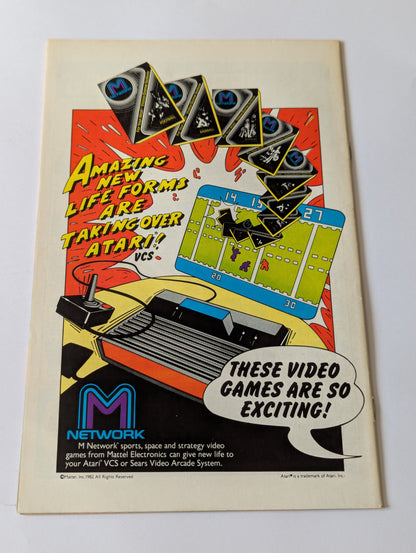 M
NETWORK
M
AMAZING
NEW
LIFE FORMS
ARE
TAKING OVER
ATARI!
VCS
14 15 27
20 30
THESE VIDEO
GAMES ARE SO
EXCITING!
M
NETWORK
M Network® sports, space and strategy video
games from Mattel Electronics can give new life to
your Atari® VCS or Sears Video Arcade System.
©Mattel, Inc. 1982. All Rights Reserved.
Atari® is a trademark of Atari, Inc.